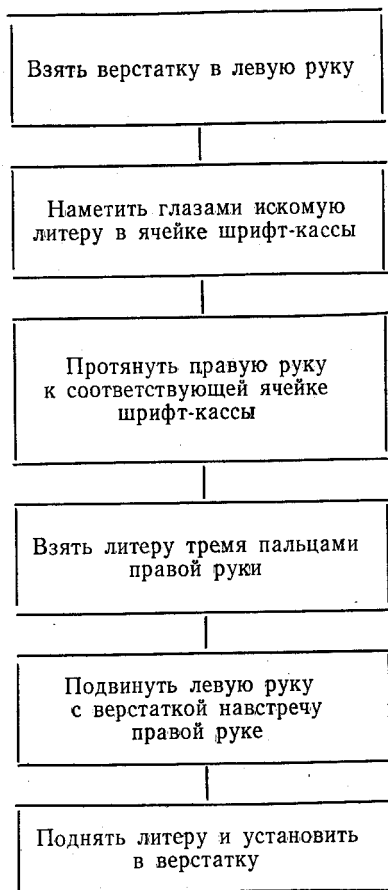 Взять верстатку в левую руку
Наметить глазами искомую
литеру в ячейке шрифт-кассы
Протянуть правую руку
к соответствующей ячейке
шрифт-кассы
Взять литеру тремя пальцами
правой руки
Подвинуть левую руку
с верстаткой навстречу
правой руке
Поднять литеру и установить
в верстатку